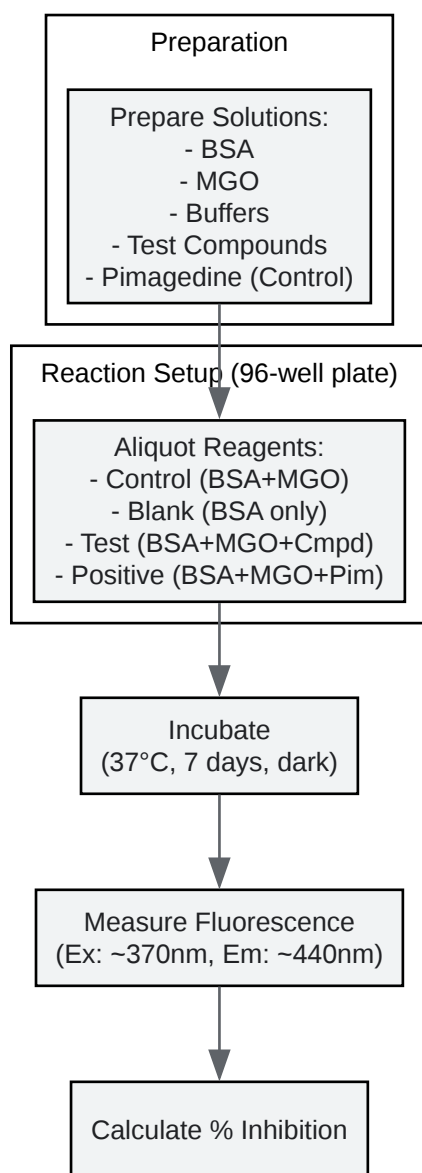 Preparation
Prepare Solutions:
- BSA
- MGO
- Buffers
- Test Compounds
- Pimagedine (Control)
Reaction Setup (96-well plate)
Aliquot Reagents:
- Control (BSA+MGO)
- Blank (BSA only)
- Test (BSA+MGO+Cmpd)
- Positive (BSA+MGO+Pim)
Incubate
(37°C, 7 days, dark)
Measure Fluorescence
(Ex: ~370nm, Em: ~440nm)
Calculate % Inhibition